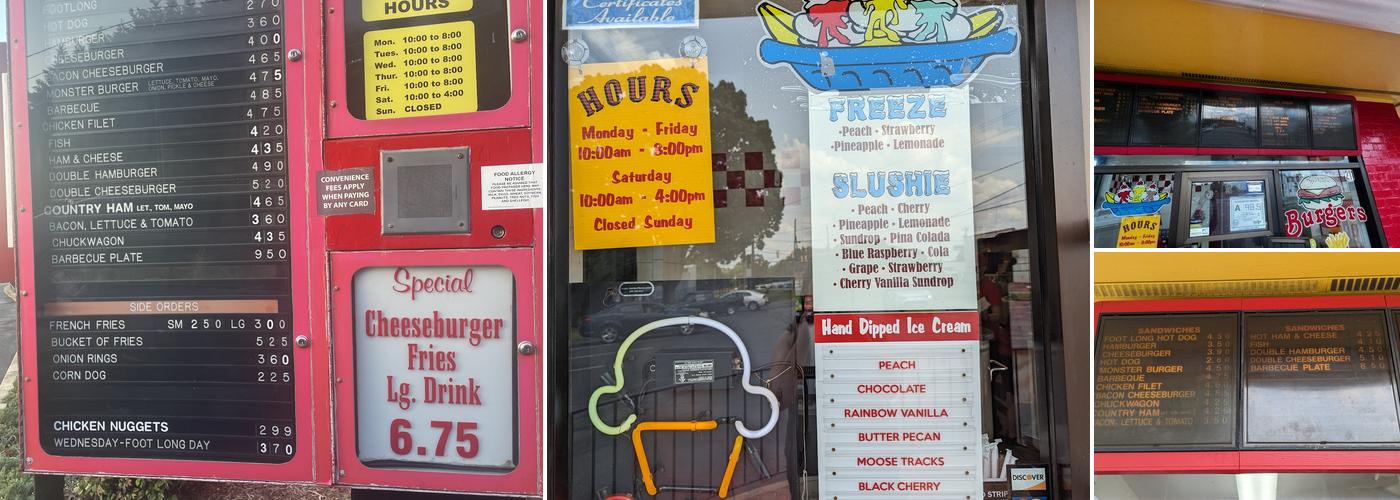 FOOTLONG 270
HOT DOG 360
HAMBURGER 400
CHEESEBURGER 465
BACON CHEESEBURGER 475
MONSTER BURGER LETTUCE, TOMATO, MAYO, ONION, PICKLE & CHEESE 485
BARBECUE 475
CHICKEN FILET 420
FISH 435
HAM & CHEESE 490
DOUBLE HAMBURGER 520
DOUBLE CHEESEBURGER 465
COUNTRY HAM LET, TOM, MAYO 360
BACON, LETTUCE & TOMATO 435
CHUCKWAGON 950
BARBECUE PLATE
SIDE ORDERS
FRENCH FRIES SM 250 LG 300
BUCKET OF FRIES 525
ONION RINGS 360
CORN DOG 225
CHICKEN NUGGETS 299
WEDNESDAY-FOOT LONG DAY 370
HOURS
Mon. 10:00 to 8:00
Tues. 10:00 to 8:00
Wed. 10:00 to 8:00
Thur. 10:00 to 8:00
Fri. 10:00 to 8:00
Sat. 10:00 to 4:00
Sun. CLOSED
CONVENIENCE
FEES APPLY
WHEN PAYING
BY ANY CARD
FOOD ALLERGY
NOTICE
Special
Cheeseburger
Fries
Lg. Drink
6.75
Certificates
Available
HOURS
Monday - Friday
10:00am - 8:00pm
Saturday
10:00am - 4:00pm
Closed Sunday
FREEZE
•Peach • Strawberry
•Pineapple • Lemonade
SLUSHIE
• Peach • Cherry
• Pineapple • Lemonade
• Sundrop • Pina Colada
• Blue Raspberry • Cola
• Grape • Strawberry
• Cherry Vanilla Sundrop
Hand Dipped Ice Cream
PEACH
CHOCOLATE
RAINBOW VANILLA
BUTTER PECAN
MOOSE TRACKS
BLACK CHERRY
DISCOVER
HOURS
Monday - Friday
A 98.5
Burgers
SANDWICHES
FOOT LONG HOT DOG
HAMBURGER
CHEESEBURGER
HOT DOG
MONSTER BURGER
BARBEQUE
CHICKEN FILET
BACON CHEESEBURGER
CHUCKWAGON
COUNTRY HAM
BACON, LETTUCE & TOMATO
SANDWICHES
HOT HAM & CHEESE 425
FISH
DOUBLE HAMBURGER 450
DOUBLE CHEESEBURGER 510
BARBECUE PLATE 850